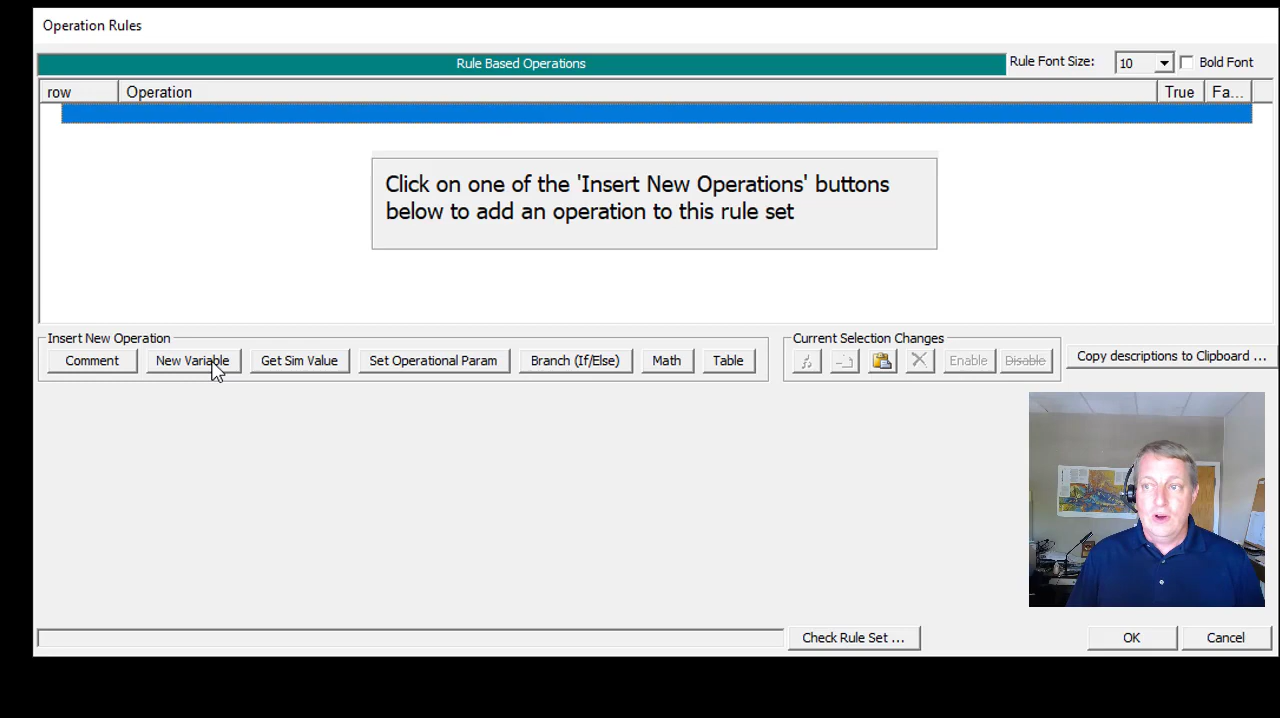 Operation Rules
Rule Based Operations
Rule Font Size:
10
Bold Font
row
Operation
True
Fa...
Click on one of the 'Insert New Operations' buttons
below to add an operation to this rule set
Insert New Operation
Comment
New Variable
Get Sim Value
Set Operational Param
Branch (If/Else)
Math
Table
Current Selection Changes
Enable
Disable
Copy descriptions to Clipboard ...
Check Rule Set ...
OK
Cancel